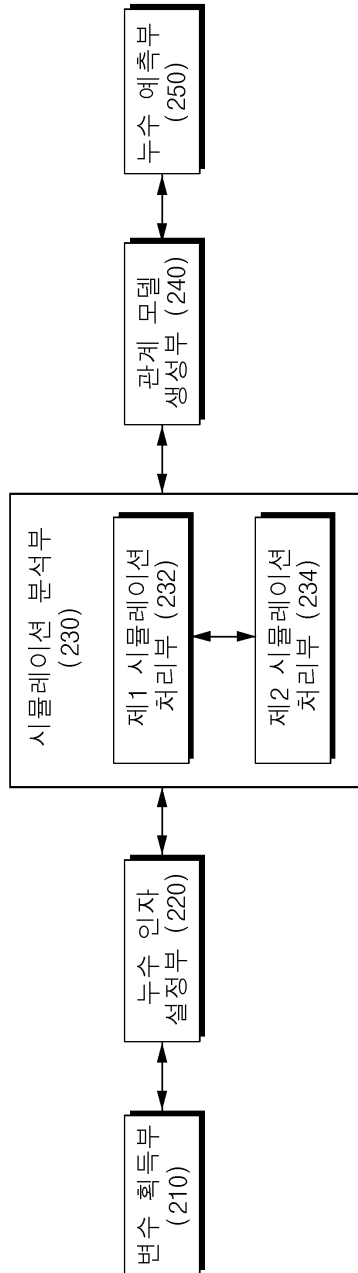 변수 획득부
(210)
누수 인자
설정부 (220)
시뮬레이션 분석부
(230)
제1 시뮬레이션
처리부 (232)
제2 시뮬레이션
처리부 (234)
관계 모델
생성부 (240)
누수 예측부
(250)